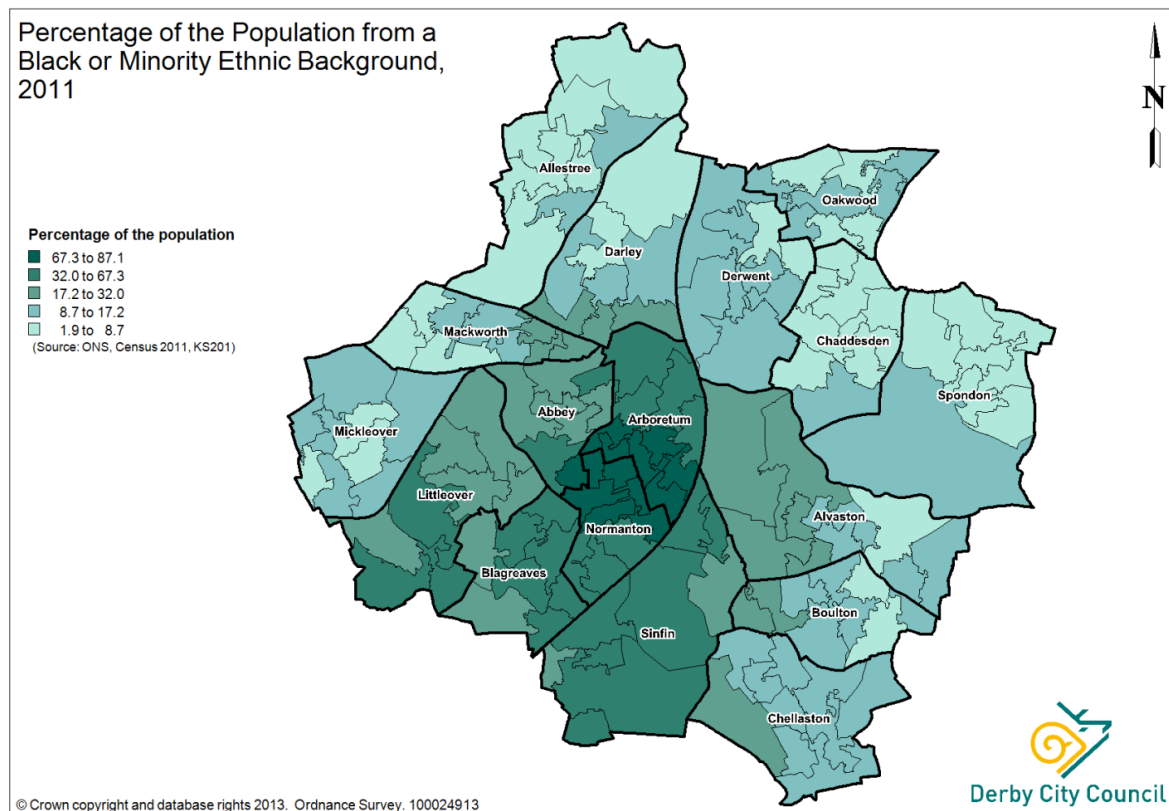 Percentage of the Population from a
Black or Minority Ethnic Background,
2011
N
Allestree
Oakwood
Darley
Derwent
Percentage of the population
67.3 to 87.1
32.0 to 67.3
17.2 to 32.0
8.7 to 17.2
1.9 to 8.7
(Source: ONS, Census 2011, KS201)
Mackworth
Chaddesden
Spondon
Abbey
Arboretum
Mickleover
Littleover
Alvaston
Normanton
Blagreaves
Boulton
Sinfin
Chellaston
Derby City Council
© Crown copyright and database rights 2013. Ordnance Survey. 100024913